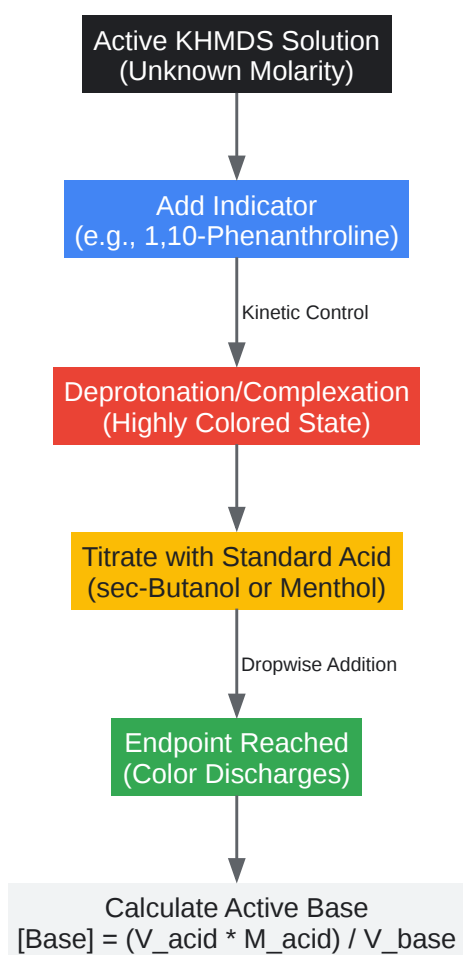 Active KHMDS Solution
(Unknown Molarity)
Add Indicator
(e.g., 1,10-Phenanthroline)
Kinetic Control
Deprotonation/Complexation
(Highly Colored State)
Titrate with Standard Acid
(sec-Butanol or Menthol)
Dropwise Addition
Endpoint Reached
(Color Discharges)
Calculate Active Base
[Base] = (V_acid * M_acid) / V_base